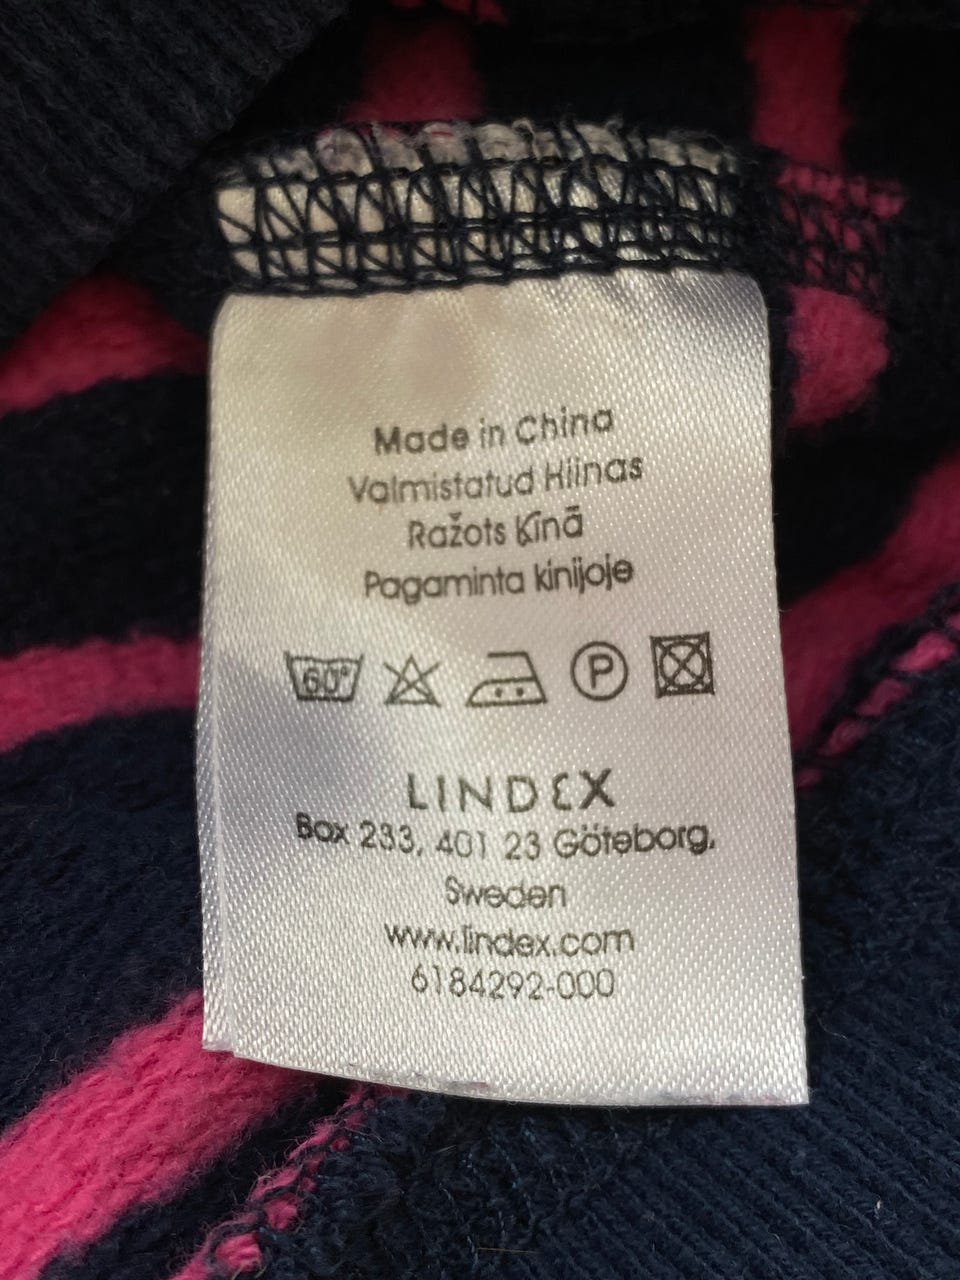 Made in China
Valmistatud Hiinas
Ražots Ķīnā
Pagaminta kinijoje
60°
P
LINDEX
Box 233, 401 23 Göteborg,
Sweden
www.lindex.com
6184292-000